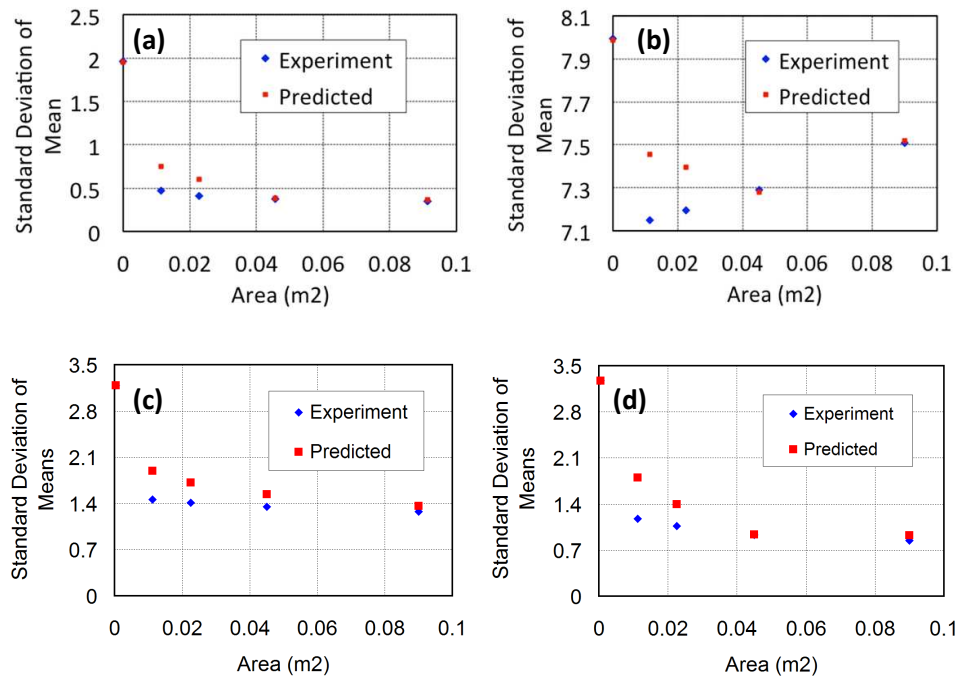 (a)
Standard Deviation of
Mean
2.5
2
1.5
1
0.5
0
Experiment
Predicted
0
0.02
0.04
0.06
0.08
0.1
Area (m2)
(b)
Standard Deviation of
Mean
8.1
7.9
7.7
7.5
7.3
7.1
Experiment
Predicted
0
0.02
0.04
0.06
0.08
0.1
Area (m2)
(c)
Standard Deviation of
Means
3.5
2.8
2.1
1.4
0.7
0
Experiment
Predicted
0
0.02
0.04
0.06
0.08
0.1
Area (m2)
(d)
Standard Deviation of
Means
3.5
2.8
2.1
1.4
0.7
0
Experiment
Predicted
0
0.02
0.04
0.06
0.08
0.1
Area (m2)